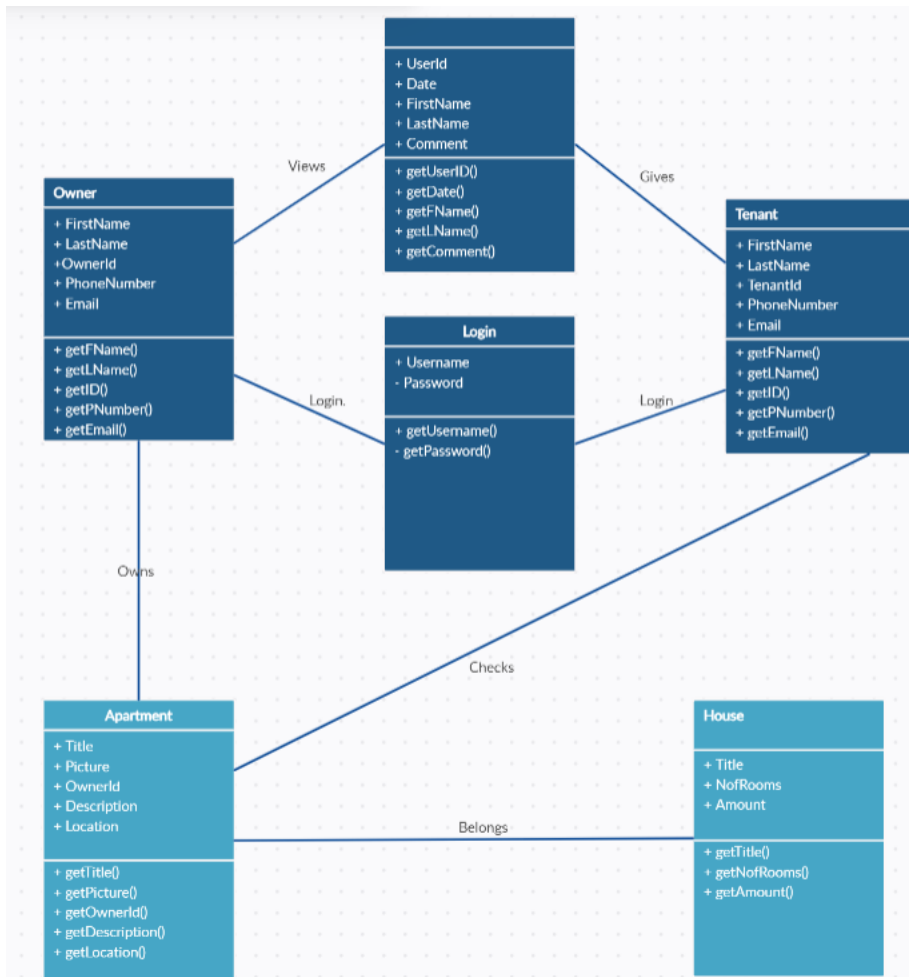 + UserId
+ Date
+ FirstName
+ LastName
+ Comment
+ getUserID()
+ getDate()
+ getFName()
+ getLName()
+ getComment()
Views
Gives
Owner
+ FirstName
+ LastName
+OwnerId
+ PhoneNumber
+ Email
+ getFName()
+ getLName()
+ getID()
+ getPNumber()
+ getEmail()
Tenant
+ FirstName
+ LastName
+ TenantId
+ PhoneNumber
+ Email
+ getFName()
+ getLName()
+ getID()
+ getPNumber()
+ getEmail()
Login
+ Username
- Password
+ getUsername()
- getPassword()
Login.
Login
Owns
Checks
Apartment
+ Title
+ Picture
+ OwnerId
+ Description
+ Location
+ getTitle()
+ getPicture()
+ getOwnerId()
+ getDescription()
+ getLocation()
Belongs
House
+ Title
+ NofRooms
+ Amount
+ getTitle()
+ getNofRooms()
+ getAmount()